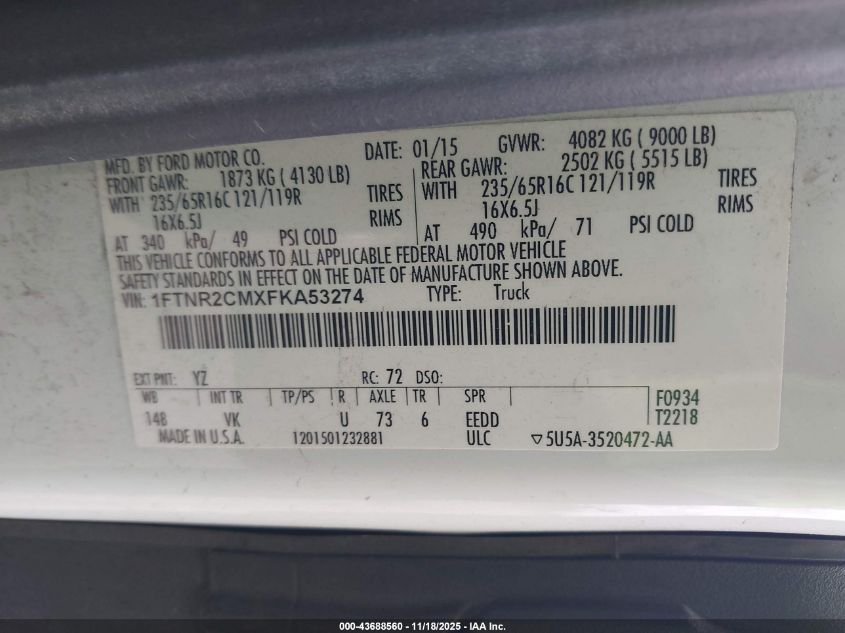 MFD. BY FORD MOTOR CO. DATE: 01/15 GVWR: 4082 KG ( 9000 LB)
FRONT GAWR: 1873 KG ( 4130 LB) REAR GAWR: 2502 KG ( 5515 LB)
WITH 235/65R16C 121/119R TIRES WITH 235/65R16C 121/119R TIRES
16X6.5J RIMS 16X6.5J RIMS
AT 340 kPa/ 49 PSI COLD AT 490 kPa/ 71 PSI COLD
THIS VEHICLE CONFORMS TO ALL APPLICABLE FEDERAL MOTOR VEHICLE
SAFETY STANDARDS IN EFFECT ON THE DATE OF MANUFACTURE SHOWN ABOVE.
VIN: 1FTNR2CMXFKA53274 TYPE: Truck
EXT PNT: YZ RC: 72 DSO:
WB INT TR TP/PS R AXLE TR SPR F0934
148 VK U 73 6 EEDD T2218
MADE IN U.S.A. 1201501232881 ULC ▽5U5A-3520472-AA
000-43688560 - 11/18/2025 - IAA Inc.